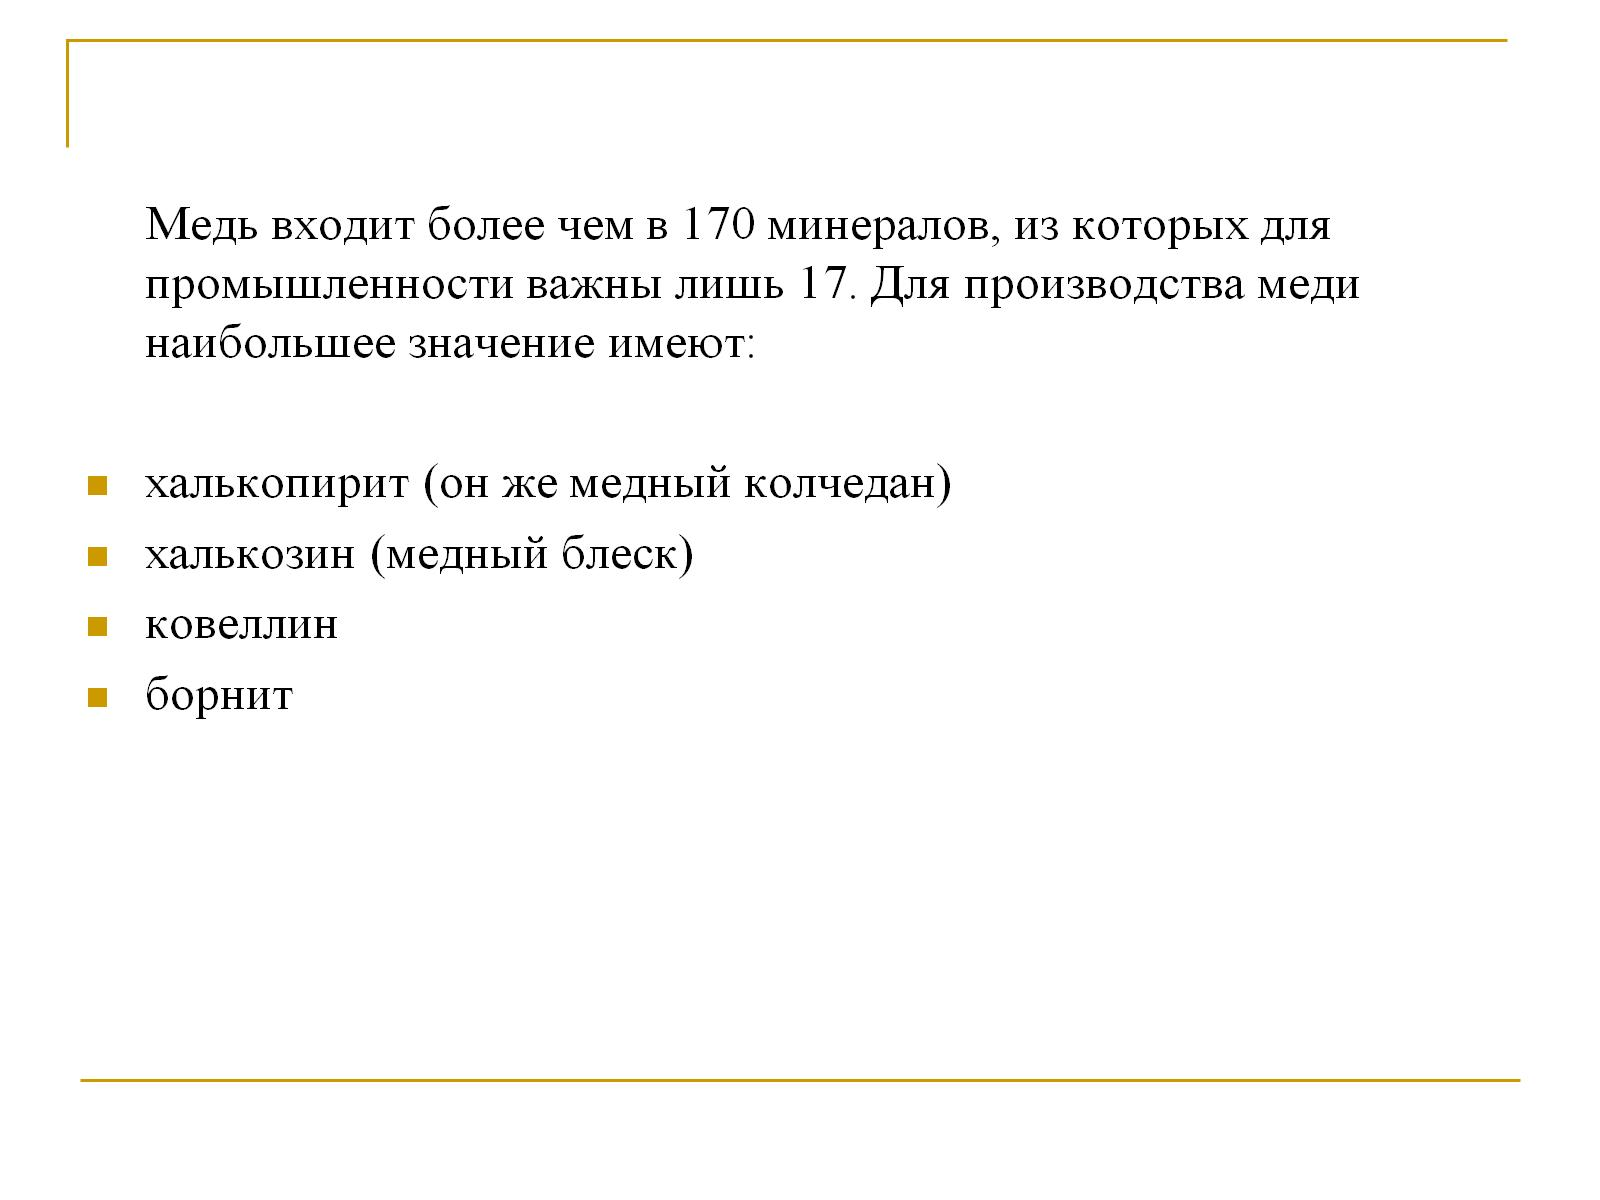 Медь входит более чем в 170 минералов, из которых для
промышленности важны лишь 17. Для производства меди
наибольшее значение имеют:
халькопирит (он же медный колчедан)
халькозин (медный блеск)
ковеллин
борнит